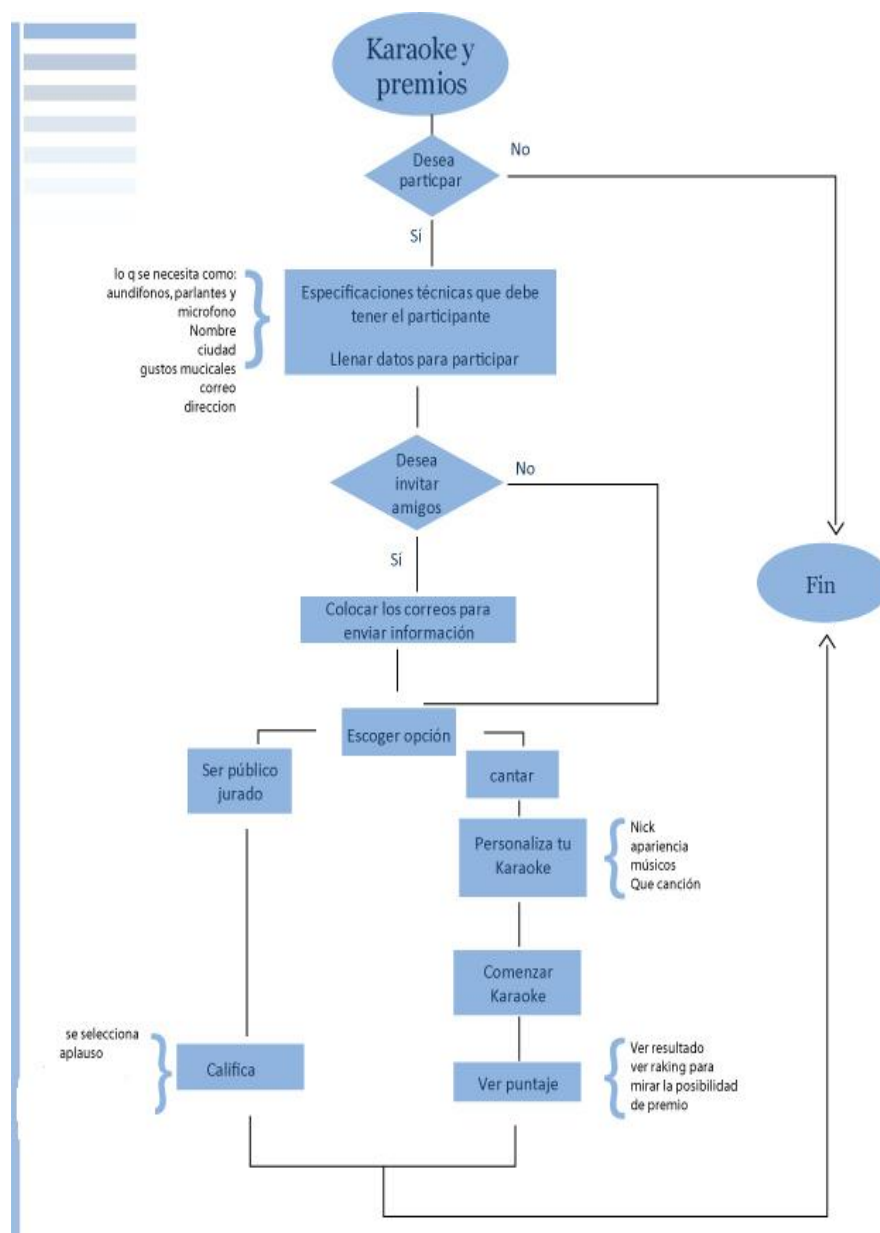 Karaoke y
premios
Desea
particpar
No
Sí
lo q se necesita como:
aundífonos, parlantes y
microfono
Nombre
ciudad
gustos mucicales
correo
direccion
Especificaciones técnicas que debe
tener el participante
Llenar datos para participar
Desea
invitar
amigos
No
Sí
Fin
Colocar los correos para
enviar información
Escoger opción
Ser público
jurado
cantar
Personaliza tu
Karaoke
Nick
apariencia
músicos
Que canción
Comenzar
Karaoke
se selecciona
aplauso
Califica
Ver puntaje
Ver resultado
ver raking para
mirar la posibilidad
de premio